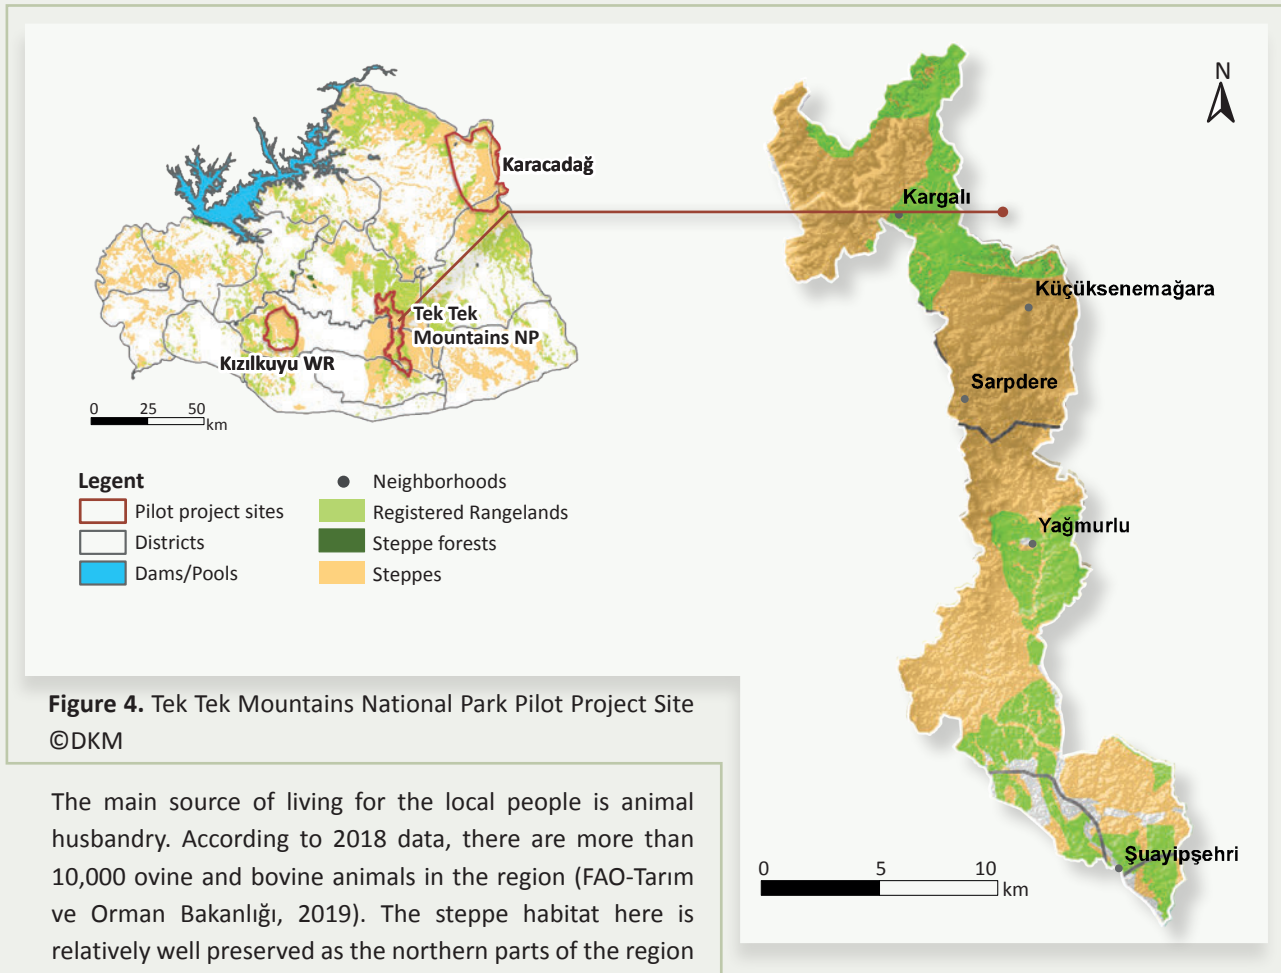 N
Karacadağ
Kargalı
Küçüksenemağara
Tek Tek
Mountains NP
Kızılkuyu WR
Sarpdere
0 25 50
km
Legent
Pilot project sites
Districts
Dams/Pools
Neighborhoods
Registered Rangelands
Steppe forests
Steppes
Yağmurlu
Şuayipşehri
0 5 10
km
Figure 4. Tek Tek Mountains National Park Pilot Project Site
©DKM
The main source of living for the local people is animal
husbandry. According to 2018 data, there are more than
10,000 ovine and bovine animals in the region (FAO-Tarım
ve Orman Bakanlığı, 2019). The steppe habitat here is
relatively well preserved as the northern parts of the region